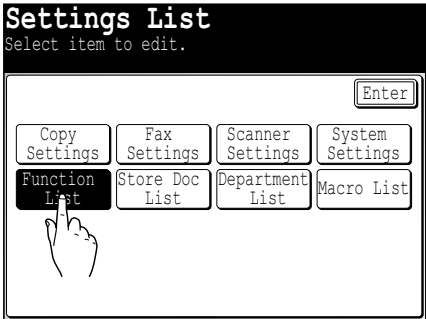 Settings List
Select item to edit.
Enter
Copy Settings
Fax Settings
Scanner Settings
System Settings
Function List
Store Doc List
Department List
Macro List